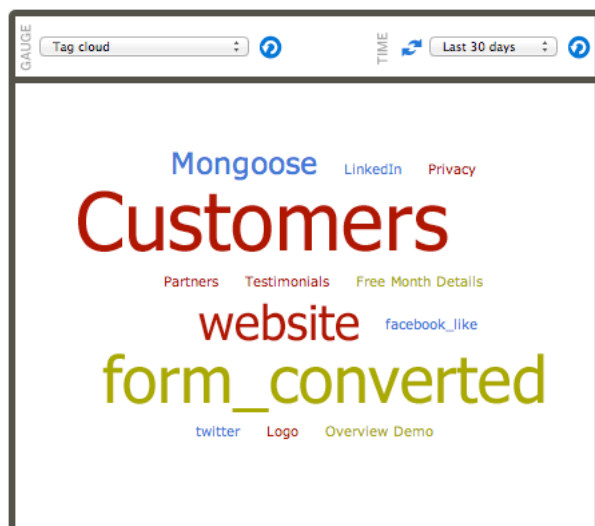 GAUGE Tag cloud TIME Last 30 days
Mongoose LinkedIn Privacy
Customers
Partners Testimonials Free Month Details
website facebook_like
form_converted
twitter Logo Overview Demo